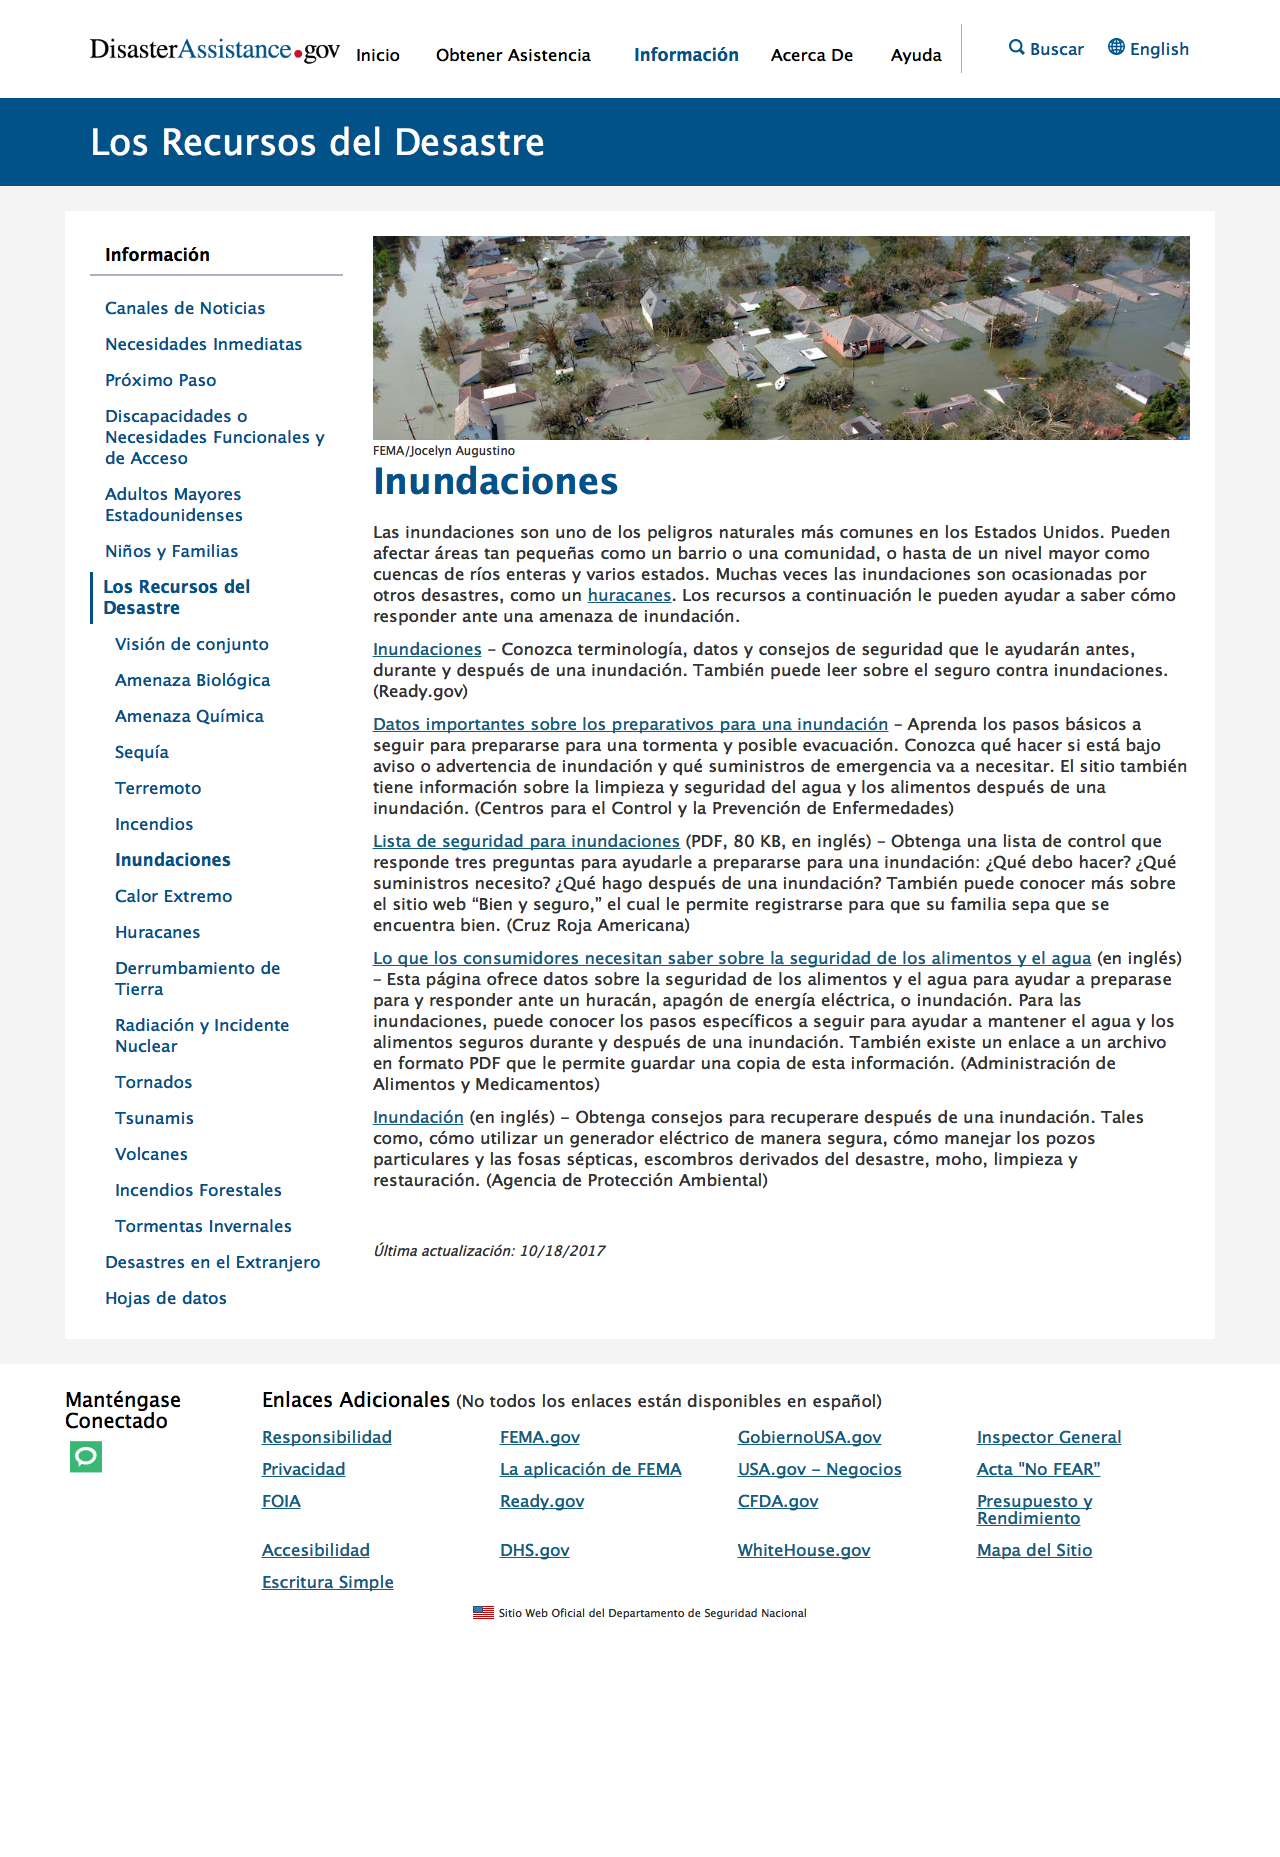 DisasterAssistance.gov
Inicio
Obtener Asistencia
Información
Acerca De
Ayuda
Buscar
English
Los Recursos del Desastre
Información
Canales de Noticias
Necesidades Inmediatas
Próximo Paso
Discapacidades o
Necesidades Funcionales y
de Acceso
Adultos Mayores
Estadounidenses
Niños y Familias
Los Recursos del
Desastre
Visión de conjunto
Amenaza Biológica
Amenaza Química
Sequía
Terremoto
Incendios
Inundaciones
Calor Extremo
Huracanes
Derrumbamiento de
Tierra
Radiación y Incidente
Nuclear
Tornados
Tsunamis
Volcanes
Incendios Forestales
Tormentas Invernales
Desastres en el Extranjero
Hojas de datos
FEMA/Jocelyn Augustino
Inundaciones
Las inundaciones son uno de los peligros naturales más comunes en los Estados Unidos. Pueden
afectar áreas tan pequeñas como un barrio o una comunidad, o hasta de un nivel mayor como
cuencas de ríos enteras y varios estados. Muchas veces las inundaciones son ocasionadas por
otros desastres, como un huracanes. Los recursos a continuación le pueden ayudar a saber cómo
responder ante una amenaza de inundación.
Inundaciones – Conozca terminología, datos y consejos de seguridad que le ayudarán antes,
durante y después de una inundación. También puede leer sobre el seguro contra inundaciones.
(Ready.gov)
Datos importantes sobre los preparativos para una inundación – Aprenda los pasos básicos a
seguir para prepararse para una tormenta y posible evacuación. Conozca qué hacer si está bajo
aviso o advertencia de inundación y qué suministros de emergencia va a necesitar. El sitio también
tiene información sobre la limpieza y seguridad del agua y los alimentos después de una
inundación. (Centros para el Control y la Prevención de Enfermedades)
Lista de seguridad para inundaciones (PDF, 80 KB, en inglés) – Obtenga una lista de control que
responde tres preguntas para ayudarle a prepararse para una inundación: ¿Qué debo hacer? ¿Qué
suministros necesito? ¿Qué hago después de una inundación? También puede conocer más sobre
el sitio web “Bien y seguro,” el cual le permite registrarse para que su familia sepa que se
encuentra bien. (Cruz Roja Americana)
Lo que los consumidores necesitan saber sobre la seguridad de los alimentos y el agua (en inglés)
– Esta página ofrece datos sobre la seguridad de los alimentos y el agua para ayudar a preparase
para y responder ante un huracán, apagón de energía eléctrica, o inundación. Para las
inundaciones, puede conocer los pasos específicos a seguir para ayudar a mantener el agua y los
alimentos seguros durante y después de una inundación. También existe un enlace a un archivo
en formato PDF que le permite guardar una copia de esta información. (Administración de
Alimentos y Medicamentos)
Inundación (en inglés) – Obtenga consejos para recuperare después de una inundación. Tales
como, cómo utilizar un generador eléctrico de manera segura, cómo manejar los pozos
particulares y las fosas sépticas, escombros derivados del desastre, moho, limpieza y
restauración. (Agencia de Protección Ambiental)
Última actualización: 10/18/2017
Manténgase
Conectado
Enlaces Adicionales (No todos los enlaces están disponibles en español)
Responsibilidad
FEMA.gov
GobiernoUSA.gov
Inspector General
Privacidad
La aplicación de FEMA
USA.gov – Negocios
Acta "No FEAR”
FOIA
Ready.gov
CFDA.gov
Presupuesto y
Rendimiento
Accesibilidad
DHS.gov
WhiteHouse.gov
Mapa del Sitio
Escritura Simple
Sitio Web Oficial del Departamento de Seguridad Nacional